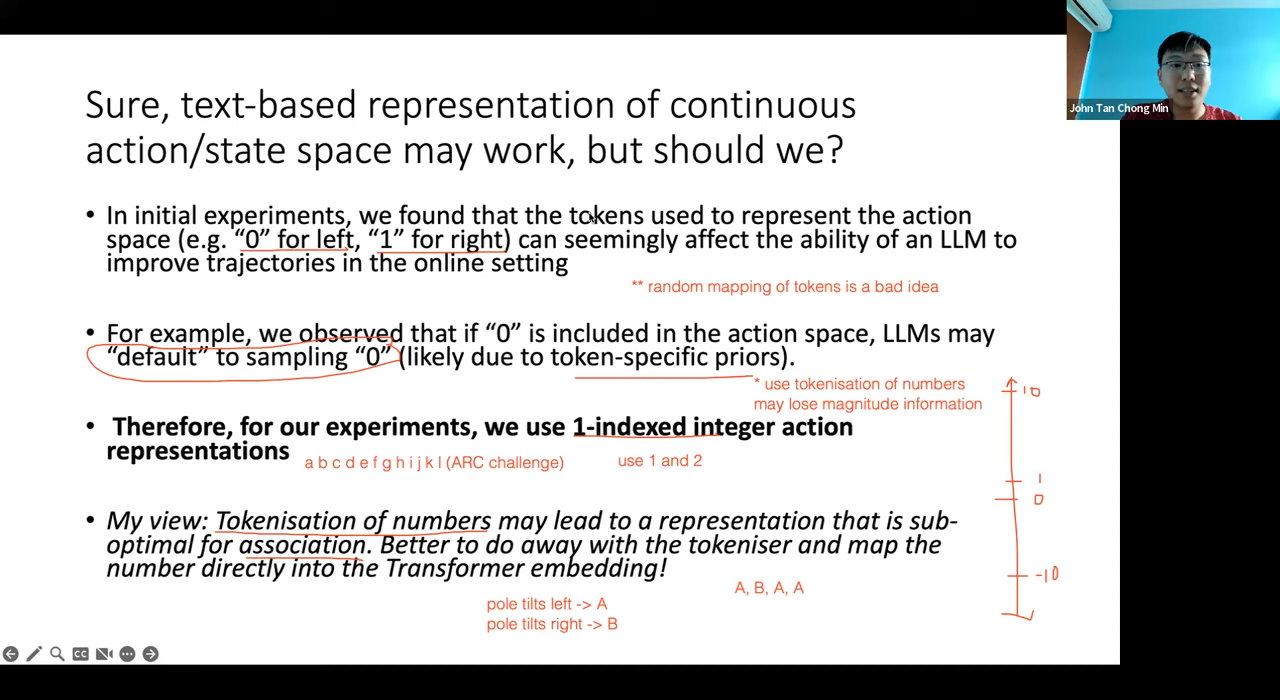 John Tan Chong Min
Sure, text-based representation of continuous
action/state space may work, but should we?
• In initial experiments, we found that the tokens used to represent the action
space (e.g. “0” for left, “1” for right) can seemingly affect the ability of an LLM to
improve trajectories in the online setting
** random mapping of tokens is a bad idea
• For example, we observed that if “0” is included in the action space, LLMs may
“default” to sampling “0” (likely due to token-specific priors).
* use tokenisation of numbers
may lose magnitude information
10
• Therefore, for our experiments, we use 1-indexed integer action
representations
a b c d e f g h i j k l (ARC challenge)
use 1 and 2
1
0
• My view: Tokenisation of numbers may lead to a representation that is sub-
optimal for association. Better to do away with the tokeniser and map the
number directly into the Transformer embedding!
-10
A, B, A, A
pole tilts left -> A
pole tilts right -> B
CC